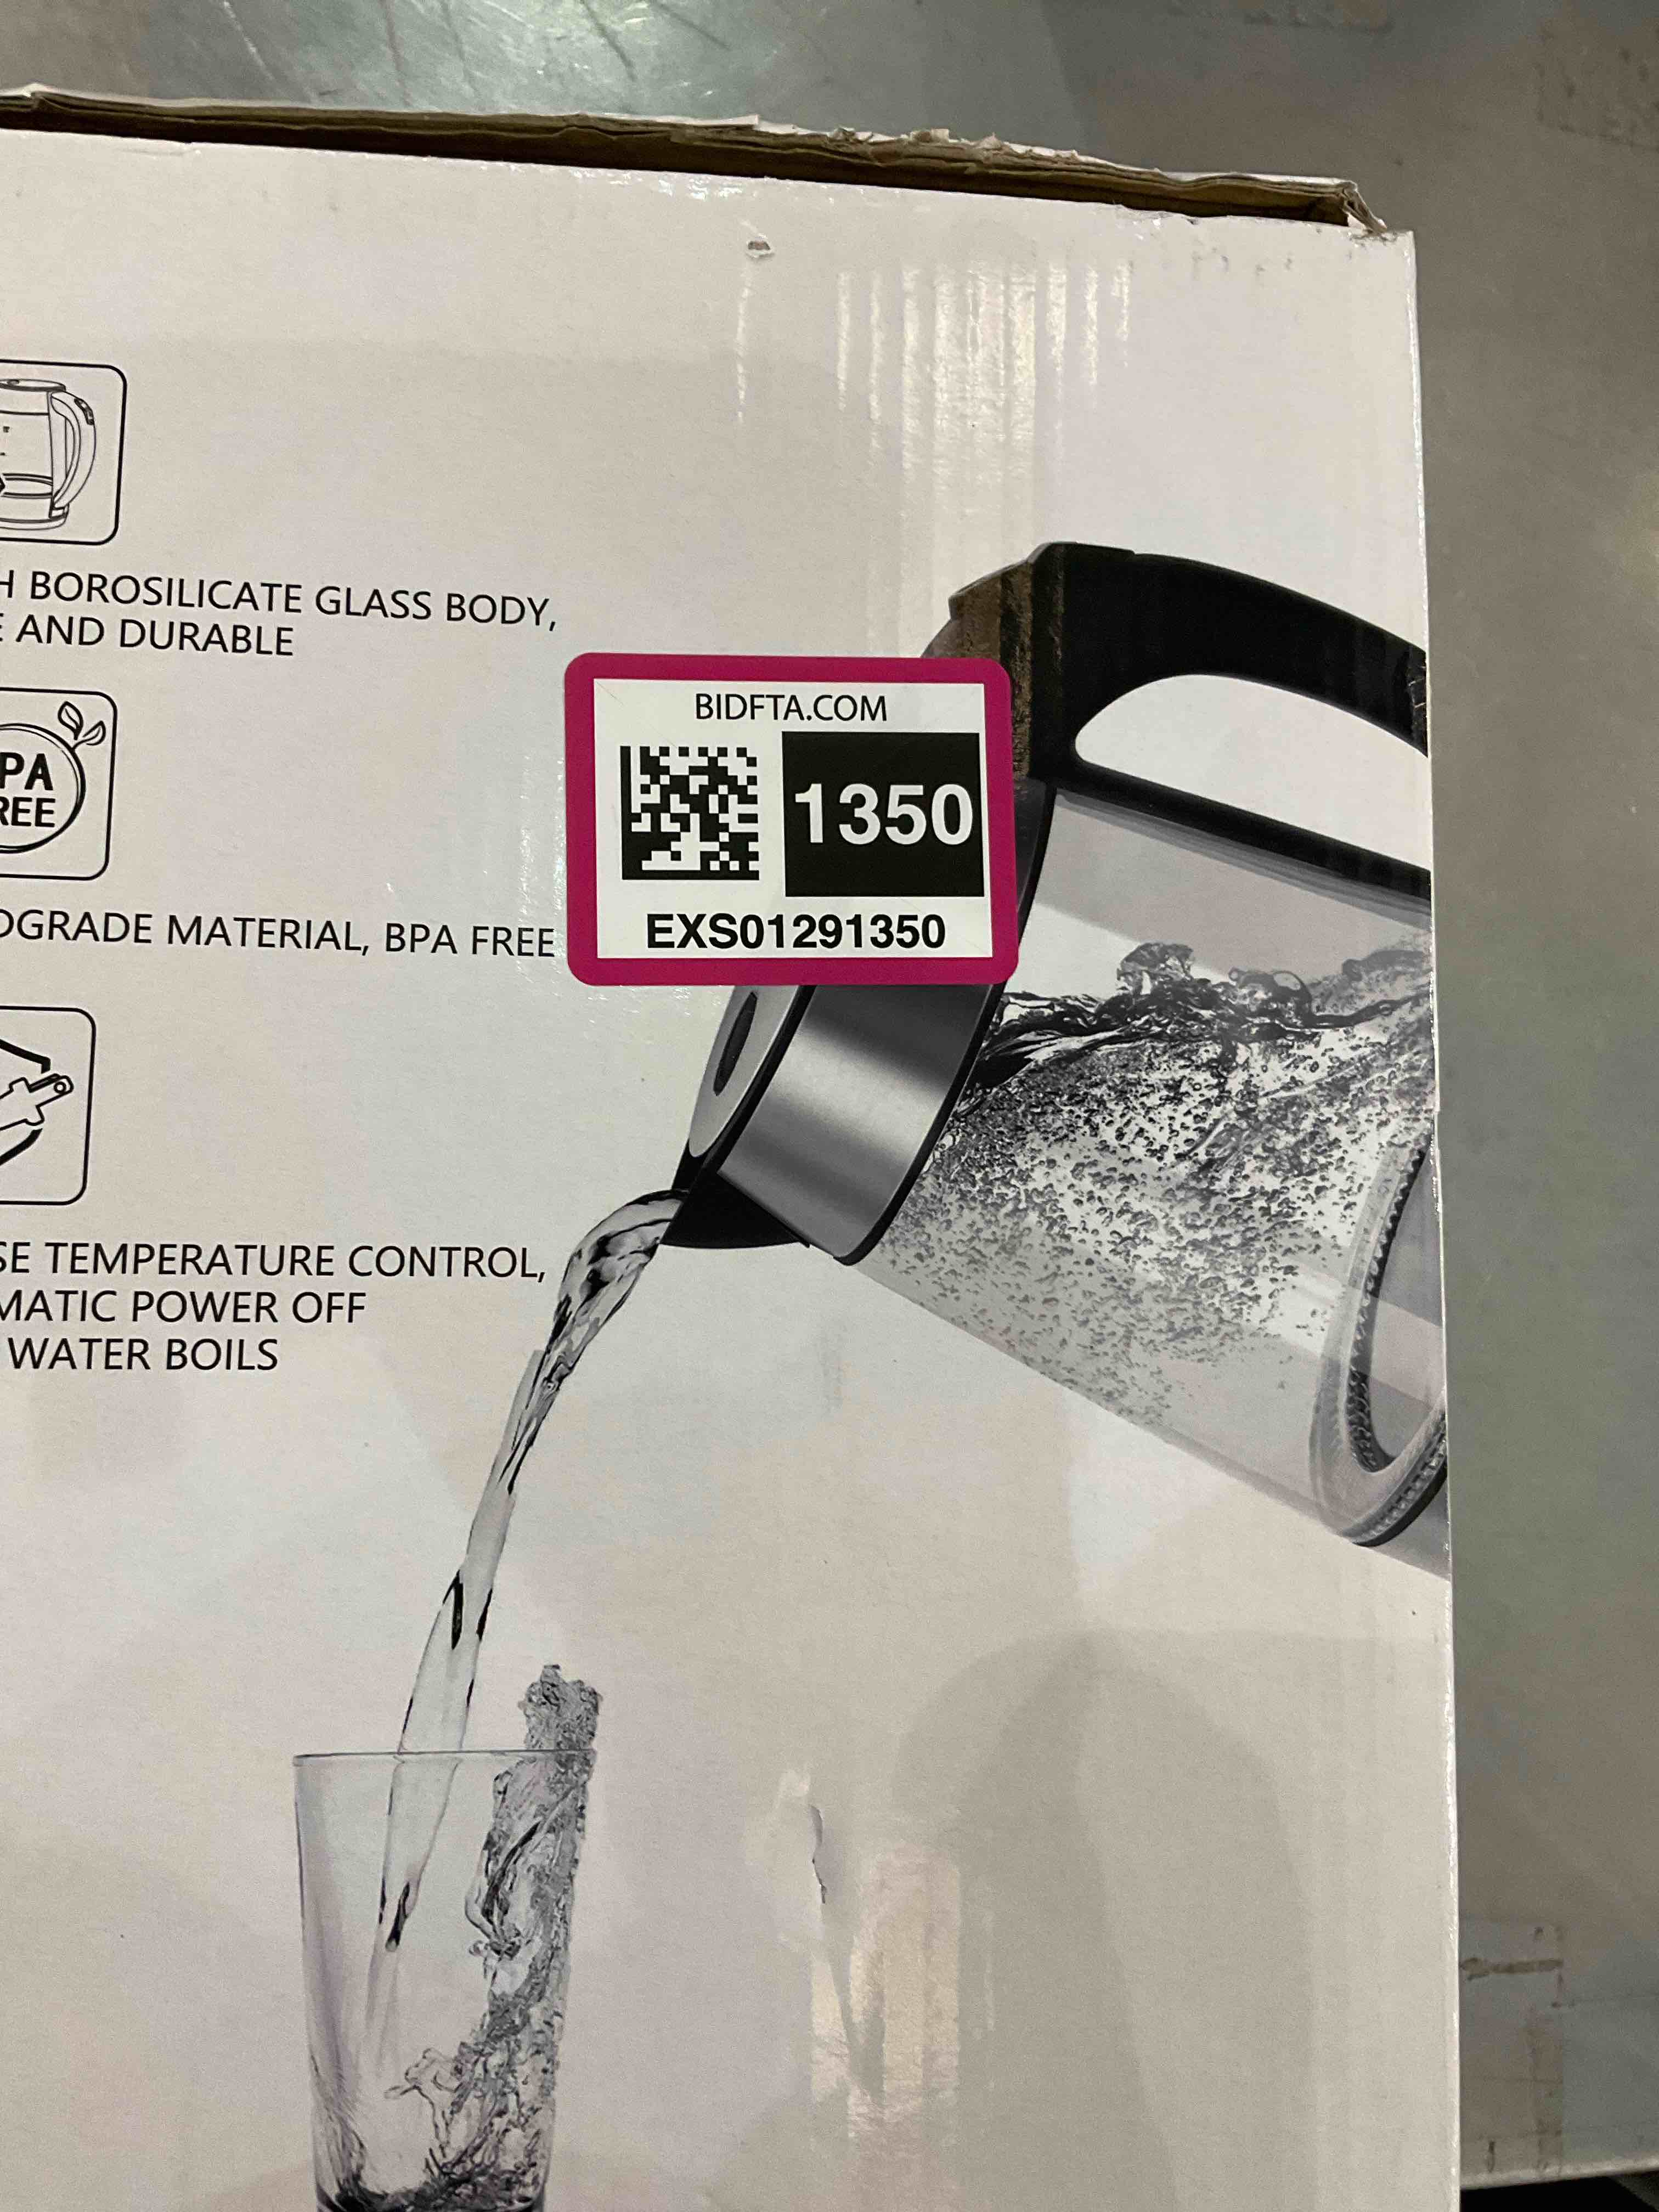 BOROSILICATE GLASS BODY,
AND DURABLE
PA
REE
BIDFTA.COM
1350
EXS01291350
OGRADE MATERIAL, BPA FREE
SE TEMPERATURE CONTROL,
MATIC POWER OFF
WATER BOILS